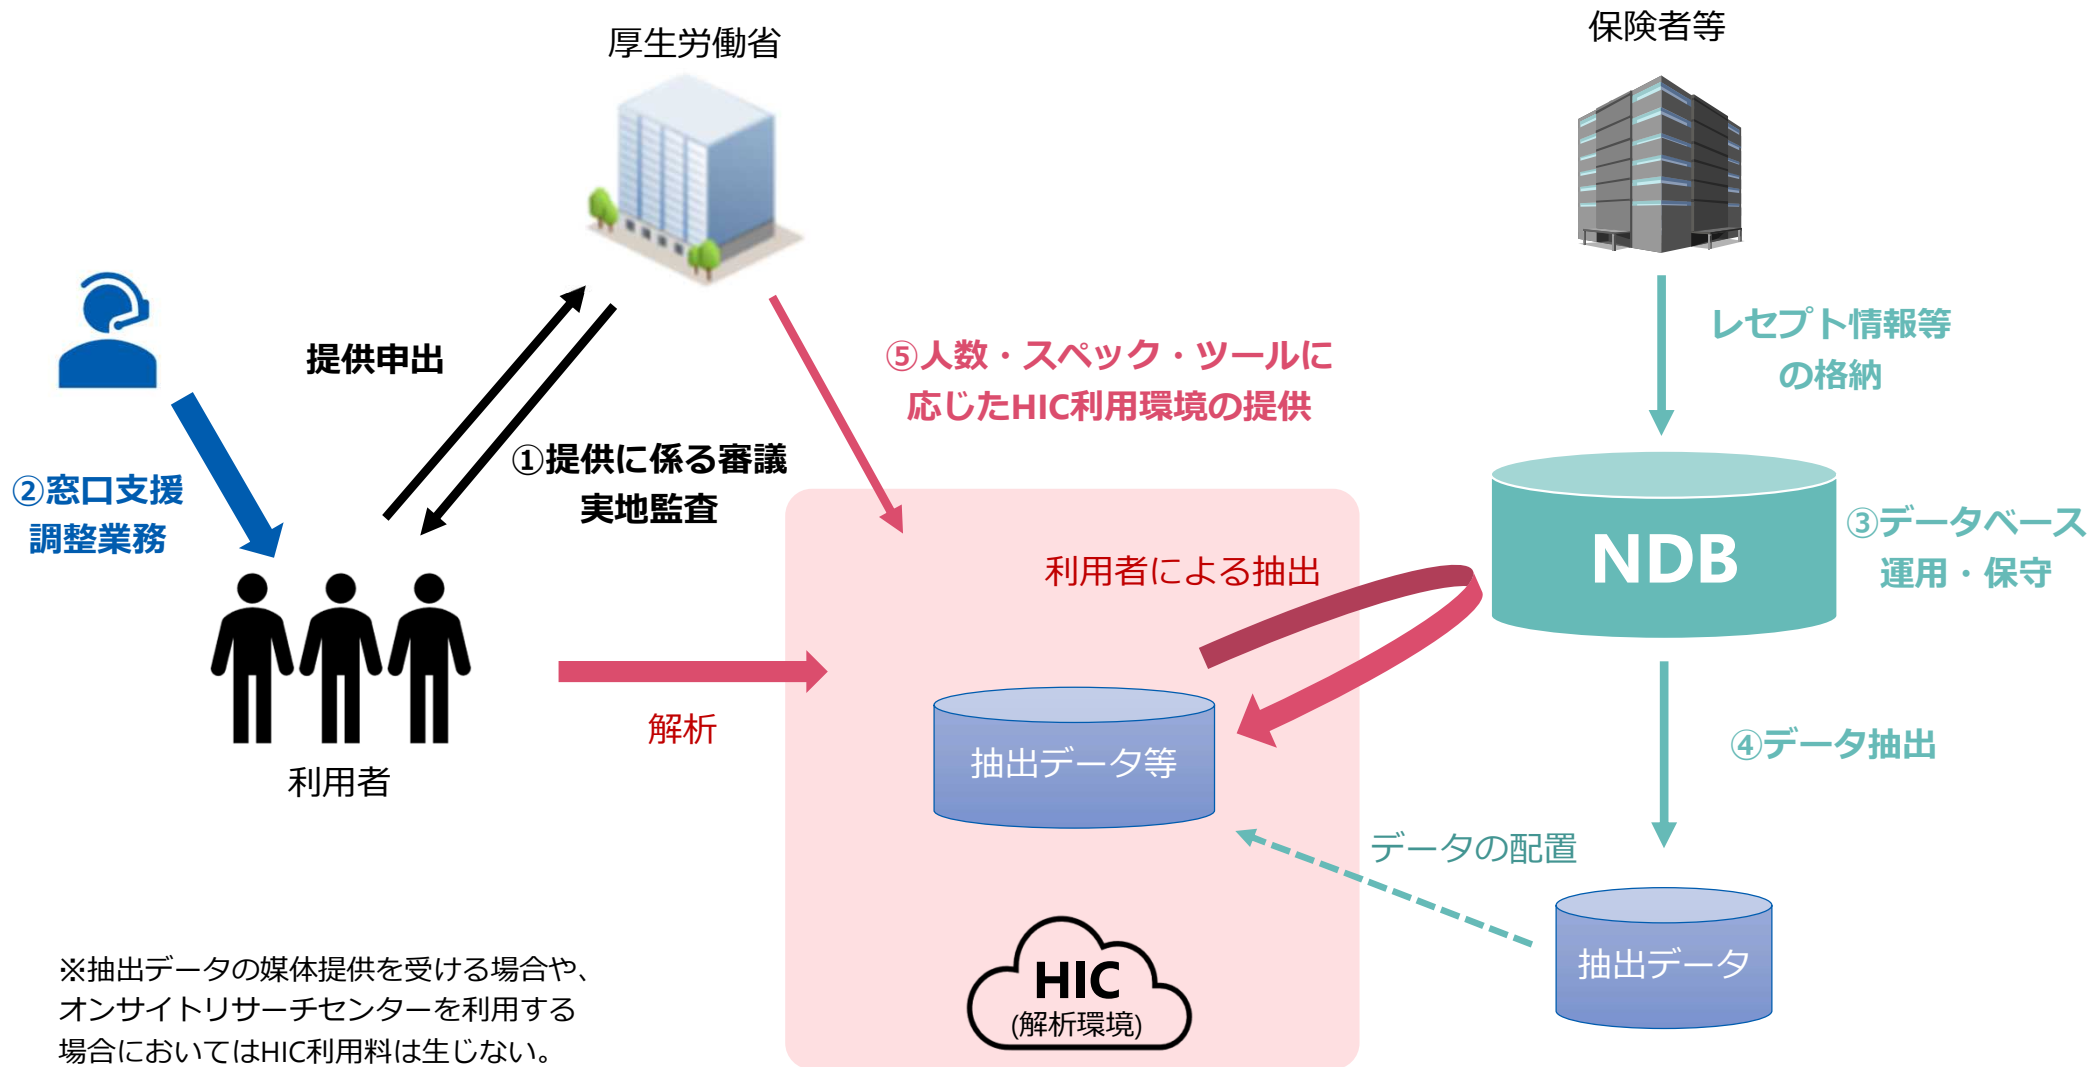 厚生労働省
保険者等
提供申出
①提供に係る審議
実地監査
②窓口支援
調整業務
利用者
⑤人数・スペック・ツールに
応じたHIC利用環境の提供
レセプト情報等
の格納
NDB
③データベース
運用・保守
利用者による抽出
解析
抽出データ等
④データ抽出
データの配置
抽出データ
HIC
(解析環境)
※抽出データの媒体提供を受ける場合や、
オンサイトリサーチセンターを利用する
場合においてはHIC利用料は生じない。